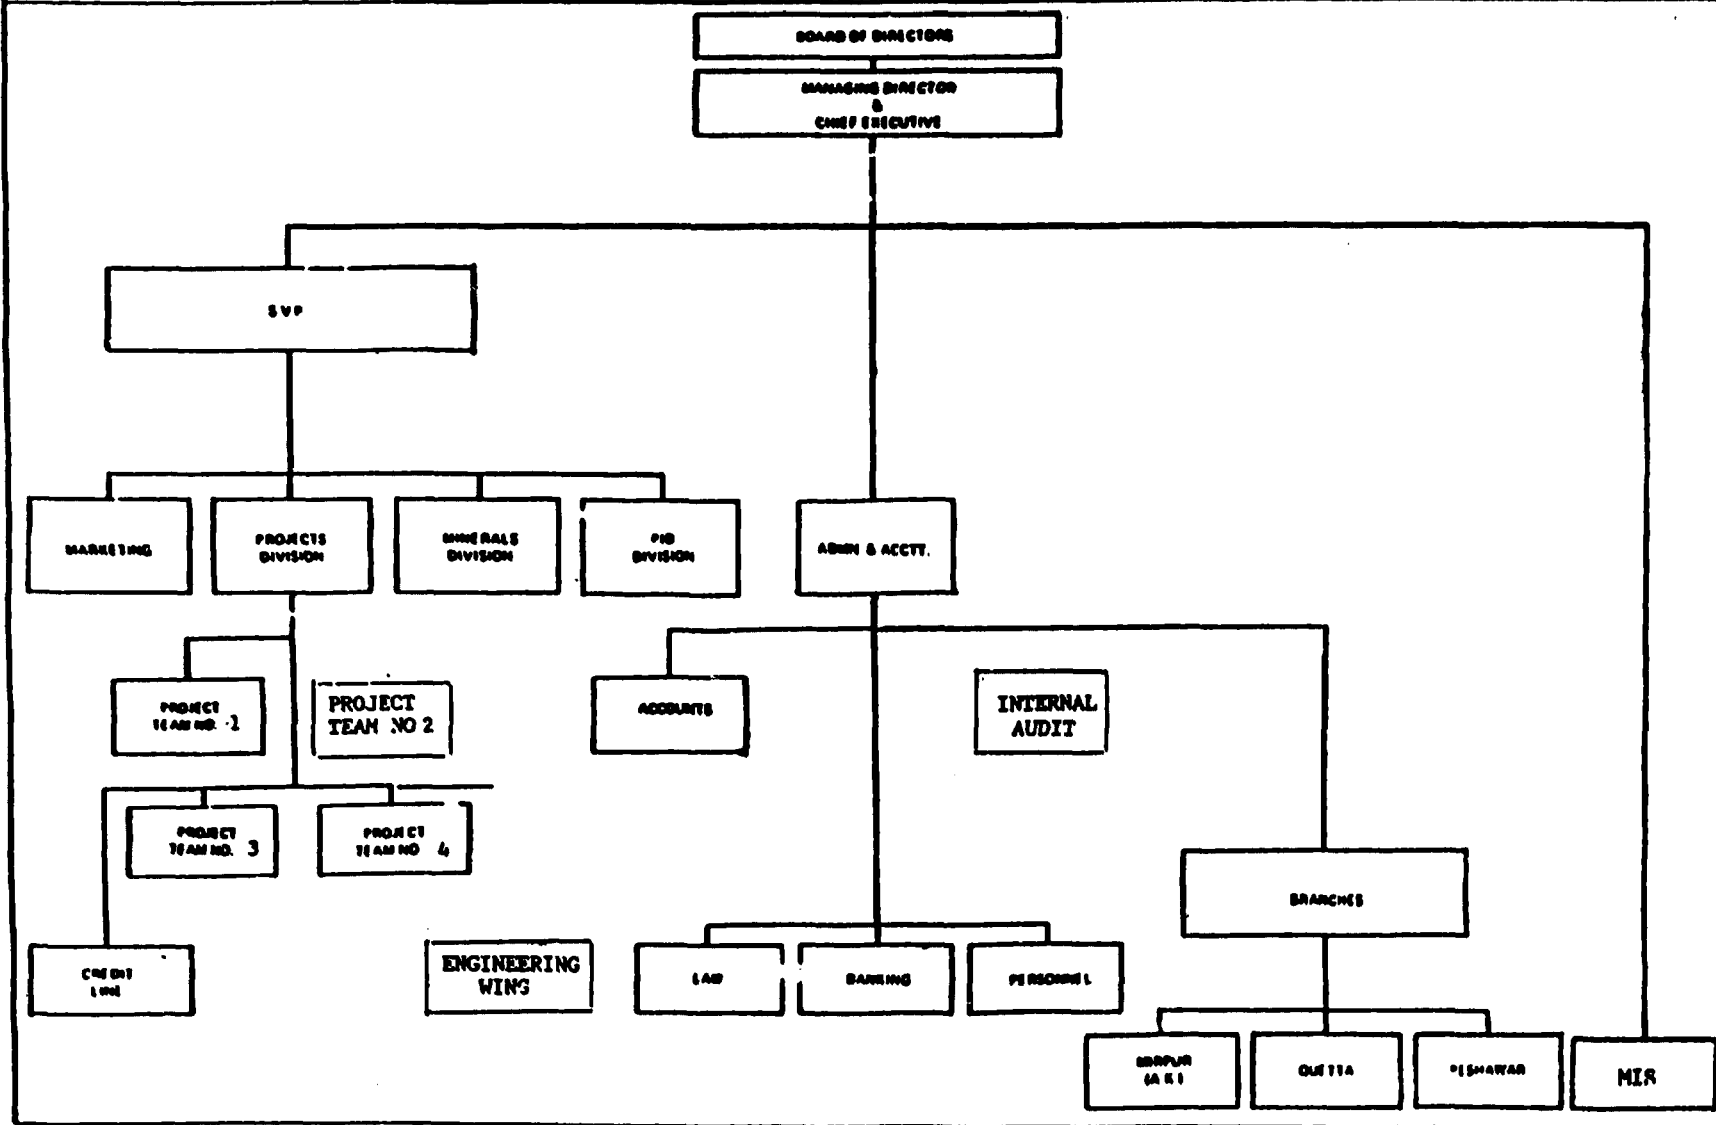 BOARD OF DIRECTORS
MANAGING DIRECTOR
&
CHIEF EXECUTIVE
SVP
MARKETING
PROJECTS
DIVISION
MINERALS
DIVISION
PIB
DIVISION
ADMN & ACCTT.
PROJECT
TEAM NO. 1
PROJECT
TEAM NO 2
ACCOUNTS
INTERNAL
AUDIT
PROJECT
TEAM NO. 3
PROJECT
TEAM NO 4
BRANCHES
CREDIT
LINE
ENGINEERING
WING
LAW
BANKING
PERSONNEL
MIRPUR
(A K)
QUETTA
PESHAWAR
MIS